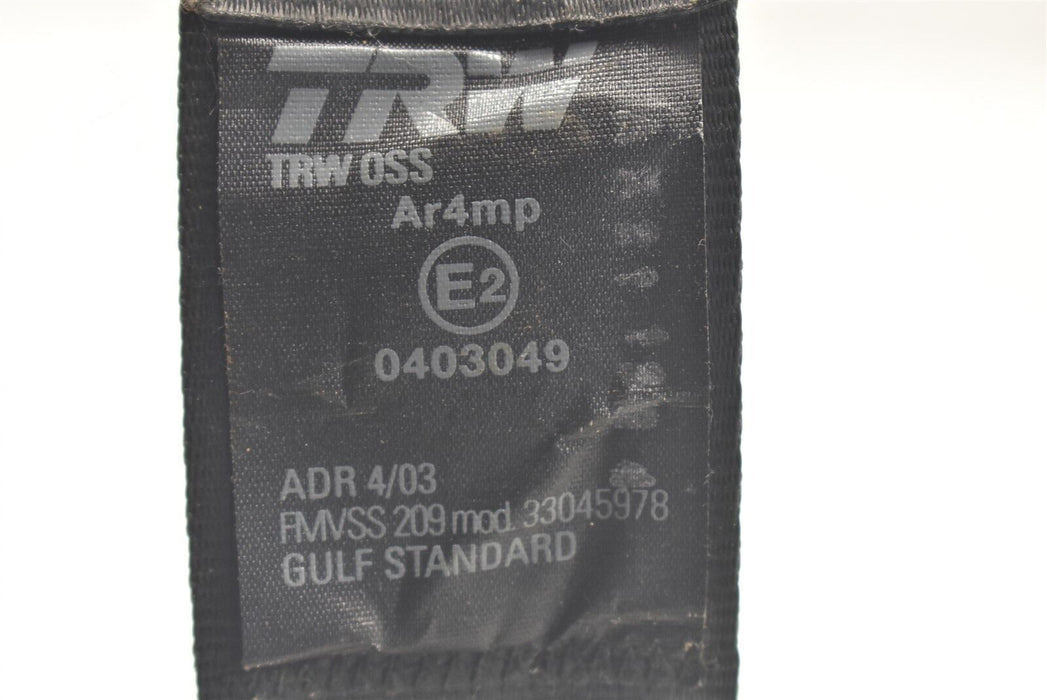 TRW
TRW OSS
Ar4mp
E2
0403049
ADR 4/03
FMVSS 209 mod. 33045978
GULF STANDARD